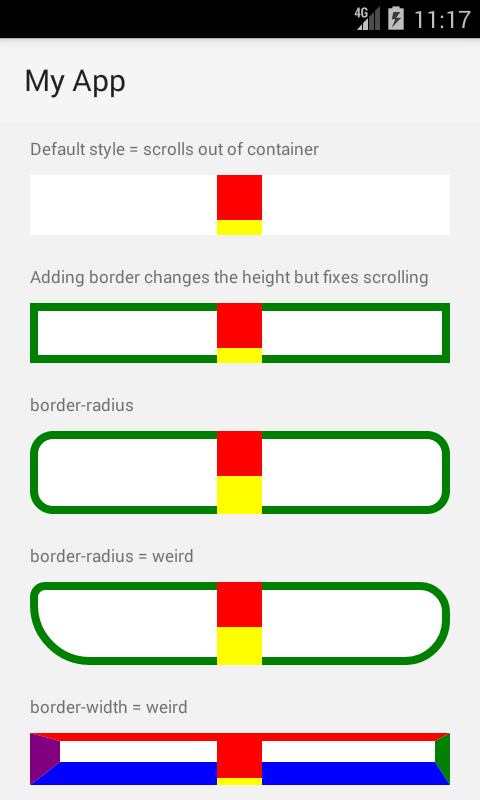 4G 11:17
My App
Default style = scrolls out of container
Adding border changes the height but fixes scrolling
border-radius
border-radius = weird
border-width = weird